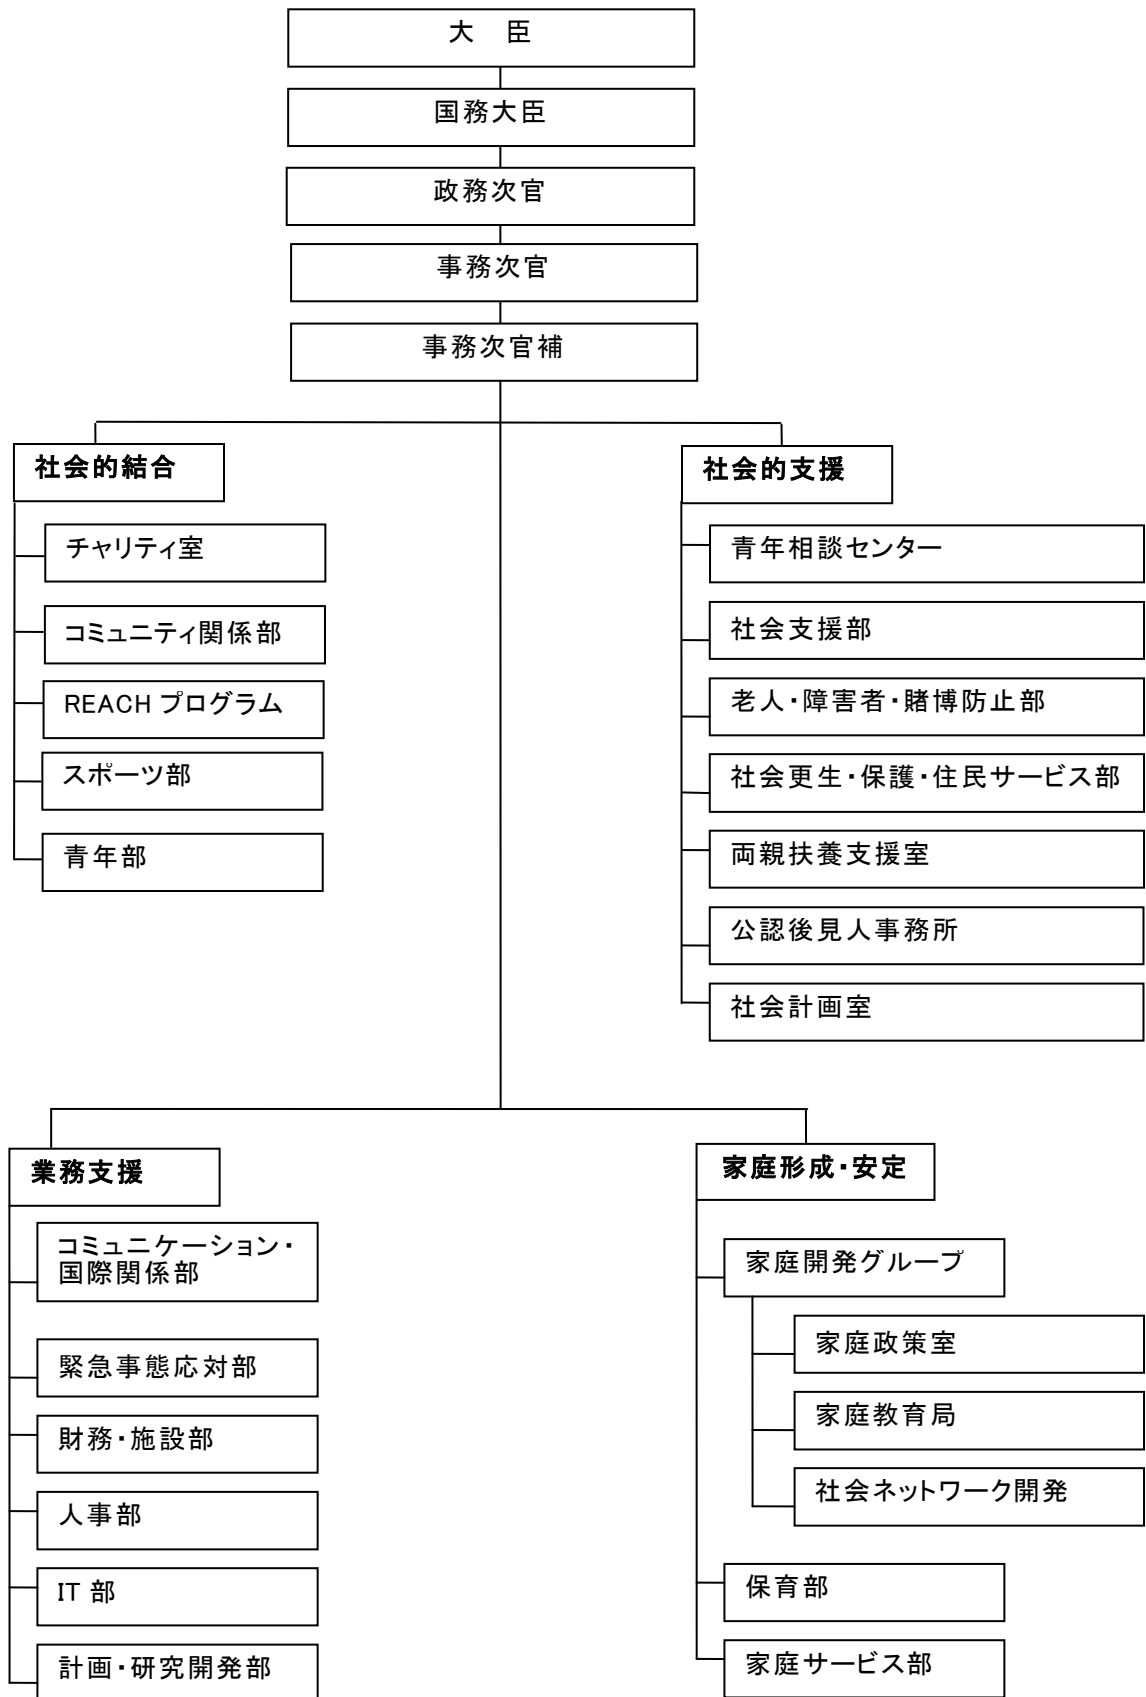 大　臣
国務大臣
政務次官
事務次官
事務次官補
社会的結合
チャリティ室
コミュニティ関係部
REACH プログラム
スポーツ部
青年部
社会的支援
青年相談センター
社会支援部
老人・障害者・賭博防止部
社会更生・保護・住民サービス部
両親扶養支援室
公認後見人事務所
社会計画室
業務支援
コミュニケーション・
国際関係部
緊急事態応対部
財務・施設部
人事部
IT 部
計画・研究開発部
家庭形成・安定
家庭開発グループ
家庭政策室
家庭教育局
社会ネットワーク開発
保育部
家庭サービス部